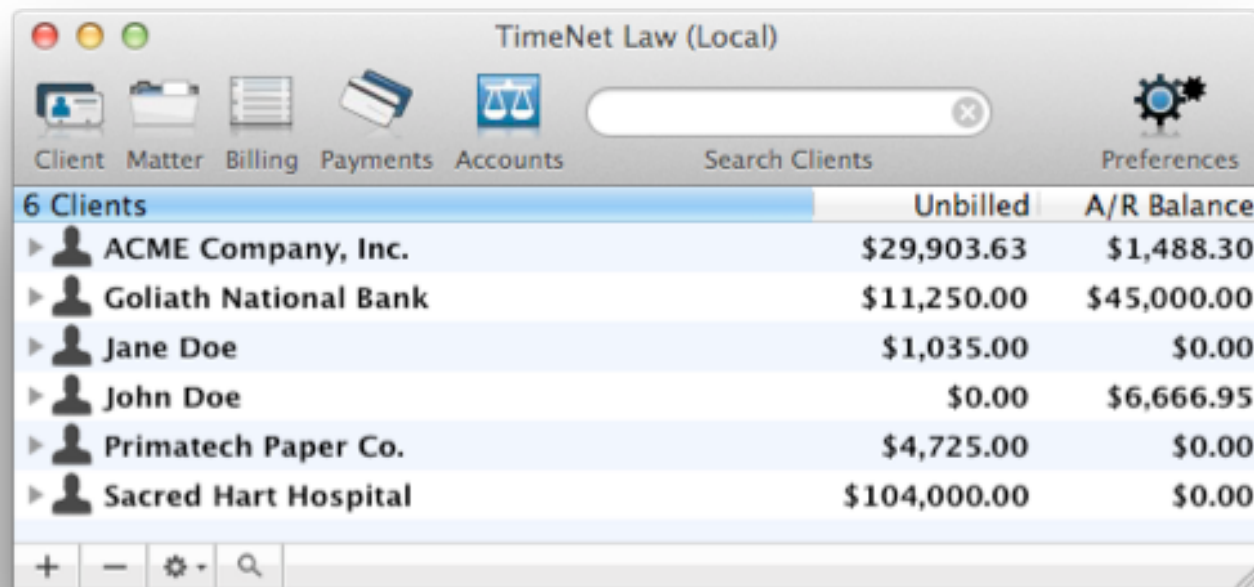 TimeNet Law (Local)
Client Matter Billing Payments Accounts Search Clients Preferences
6 Clients Unbilled A/R Balance
ACME Company, Inc. $29,903.63 $1,488.30
Goliath National Bank $11,250.00 $45,000.00
Jane Doe $1,035.00 $0.00
John Doe $0.00 $6,666.95
Primatech Paper Co. $4,725.00 $0.00
Sacred Hart Hospital $104,000.00 $0.00